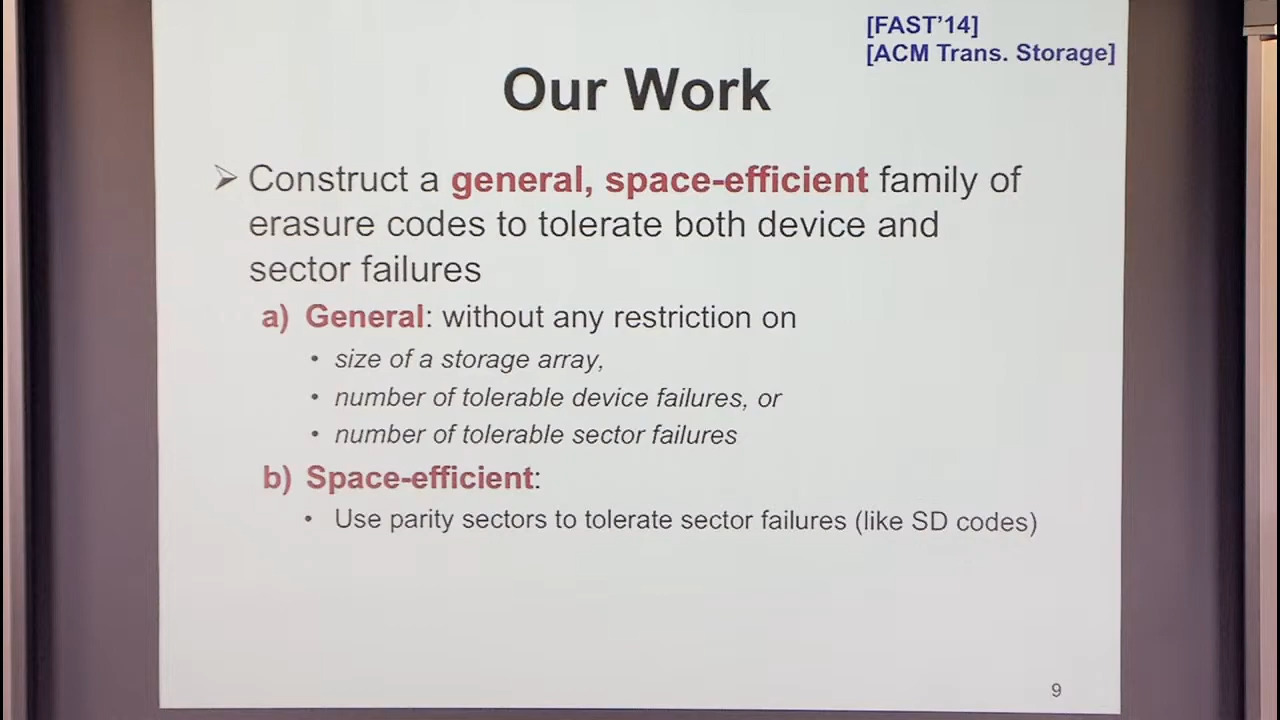 [FAST'14]
[ACM Trans. Storage]
Our Work
➢ Construct a general, space-efficient family of
erasure codes to tolerate both device and
sector failures
a) General: without any restriction on
• size of a storage array,
• number of tolerable device failures, or
• number of tolerable sector failures
b) Space-efficient:
• Use parity sectors to tolerate sector failures (like SD codes)
9